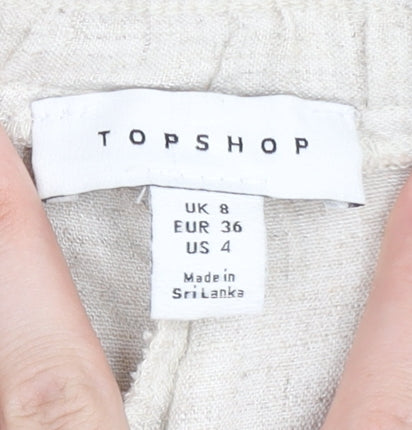 TOPSHOP
UK 8
EUR 36
US 4
Made in
Sri Lanka